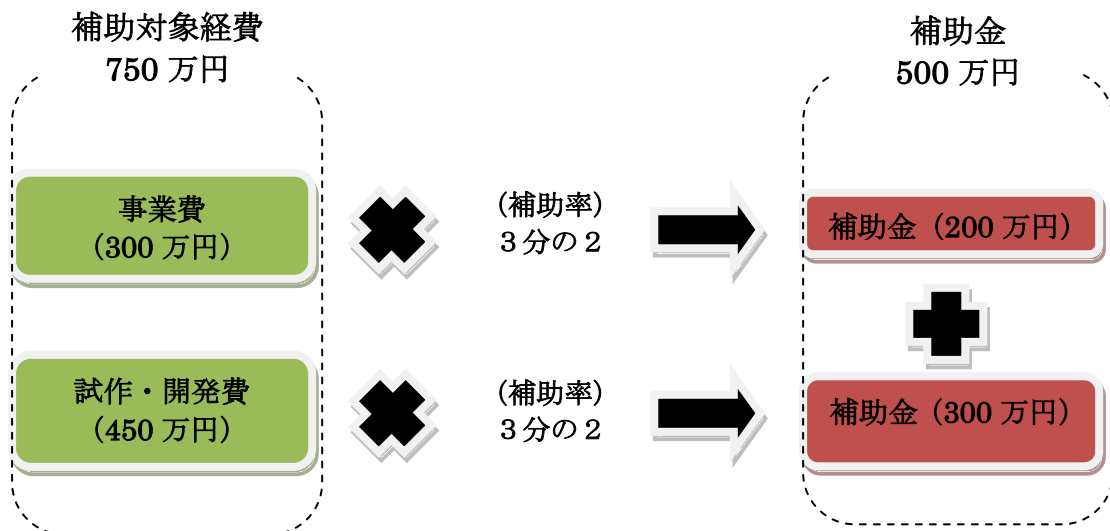 補助対象経費
750 万円
補助金
500 万円
事業費
（300 万円）
（補助率）
３分の２
補助金（200 万円）
試作・開発費
（450 万円）
（補助率）
３分の２
補助金（300 万円）